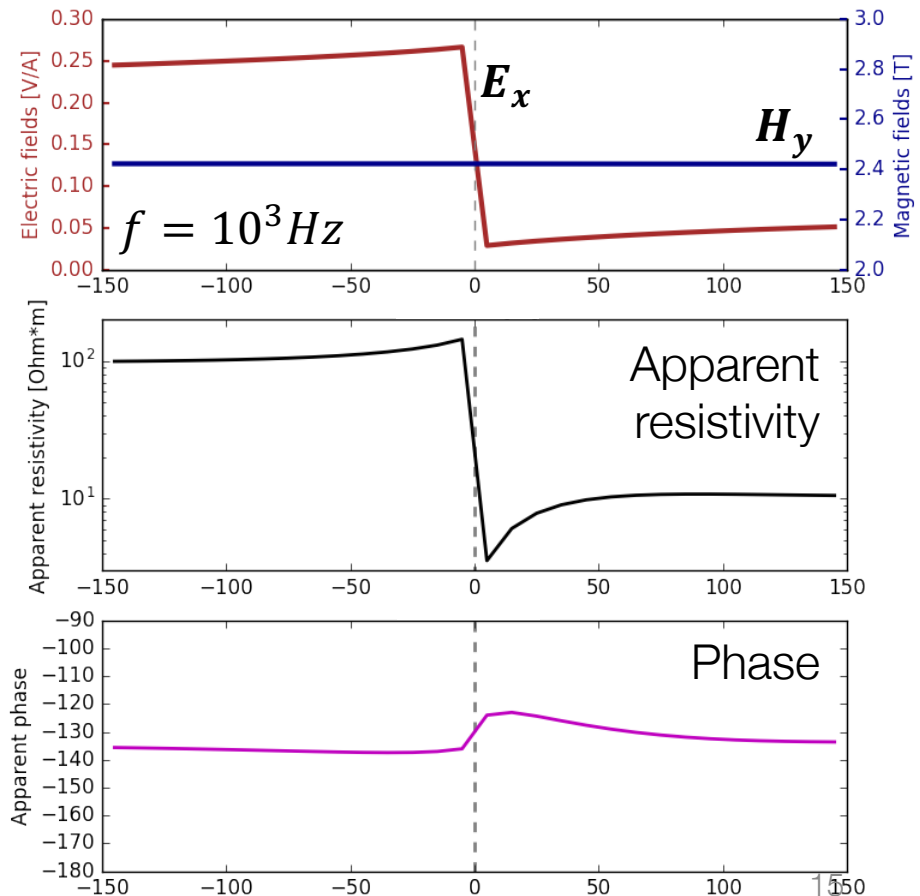 0.30
0.25
0.20
0.15
0.10
0.05
0.00
Electric fields [V/A]
3.0
2.8
2.6
2.4
2.2
2.0
Magnetic fields [T]
E_x
H_y
f = 10^3 Hz
−150 −100 −50 0 50 100 150
Apparent resistivity [Ohm*m]
10^2
10^1
Apparent
resistivity
−150 −100 −50 0 50 100 150
Apparent phase
−90
−100
−110
−120
−130
−140
−150
−160
−170
−180
Phase
−150 −100 −50 0 50 100 150
15